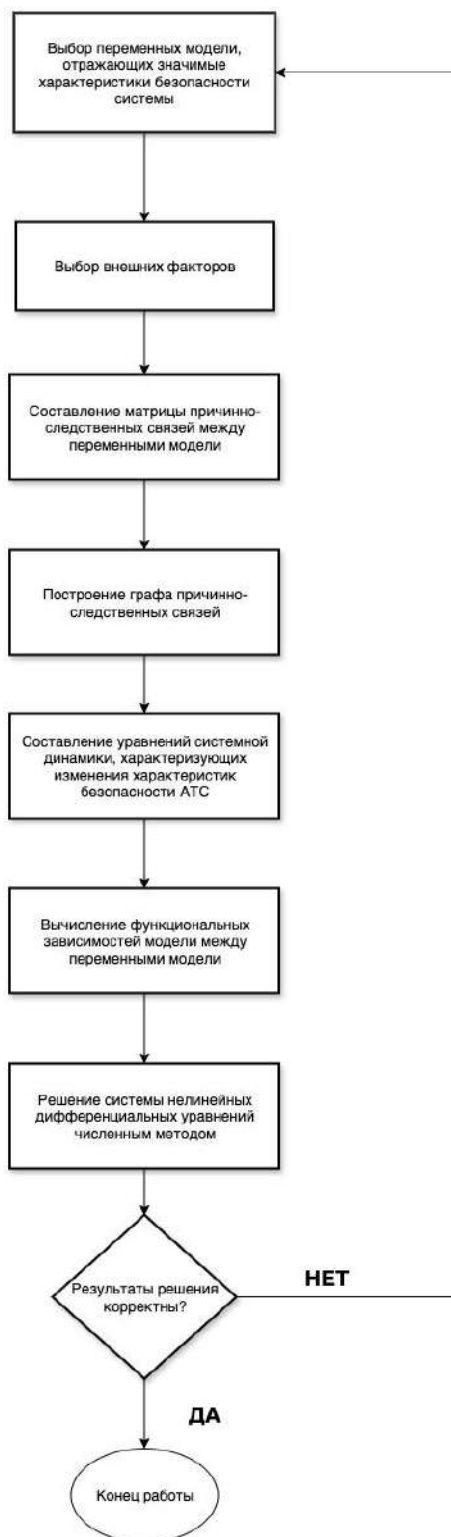 Выбор переменных модели,
отражающих значимые
характеристики безопасности
системы
Выбор внешних факторов
Составление матрицы причинно-
следственных связей между
переменными модели
Построение графа причинно-
следственных связей
Составление уравнений системной
динамики, характеризующих
изменения характеристик
безопасности АТС
Вычисление функциональных
зависимостей модели между
переменными модели
Решение системы нелинейных
дифференциальных уравнений
численным методом
Результаты решения
корректны?
НЕТ
ДА
Конец работы